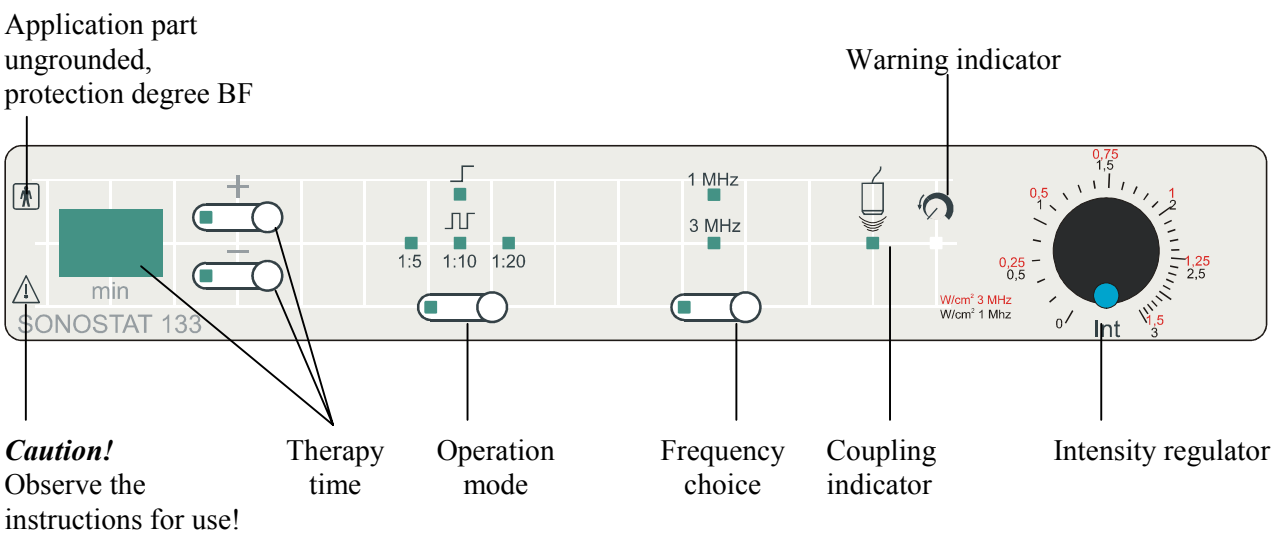 Application part
ungrounded,
protection degree BF
Warning indicator
+
−
min
SONOSTAT 133
1:5 1:10 1:20
1 MHz
3 MHz
0,75
1,5
0,5
1
1
2
0,25
0,5
1,25
2,5
W/cm² 3 MHz
W/cm² 1 Mhz
0
Int
1,5
3
Caution!
Observe the
instructions for use!
Therapy
time
Operation
mode
Frequency
choice
Coupling
indicator
Intensity regulator